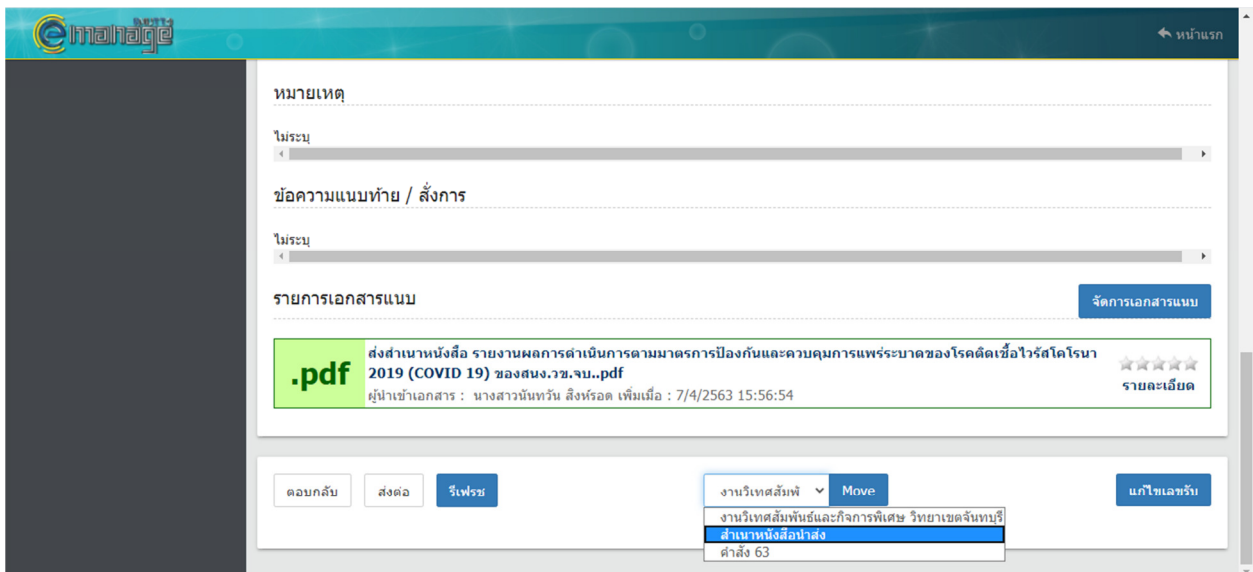 emanage
หน้าแรก
หมายเหตุ
ไม่ระบุ
ข้อความแนบท้าย / สั่งการ
ไม่ระบุ
รายการเอกสารแนบ
จัดการเอกสารแนบ
.pdf
ส่งสำเนาหนังสือ รายงานผลการดำเนินการตามมาตรการป้องกันและควบคุมการแพร่ระบาดของโรคติดเชื้อไวรัสโคโรนา
2019 (COVID 19) ของสนง.วข.จบ..pdf
ผู้นำเข้าเอกสาร : นางสาวนันทวัน สิงห์รอด เพิ่มเมื่อ : 7/4/2563 15:56:54
รายละเอียด
ตอบกลับ
ส่งต่อ
รีเฟรช
งานวิเทศสัมพั
Move
แก้ไขเลขรับ
งานวิเทศสัมพันธ์และกิจการพิเศษ วิทยาเขตจันทบุรี
สำเนาหนังสือนำส่ง
คำสั่ง 63